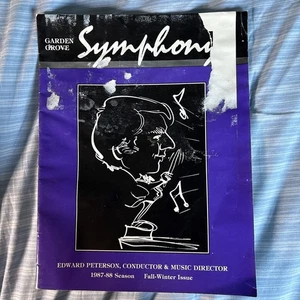 GARDEN
GROVE
Symphony
EDWARD PETERSON, CONDUCTOR & MUSIC DIRECTOR
1987-88 Season Fall-Winter Issue